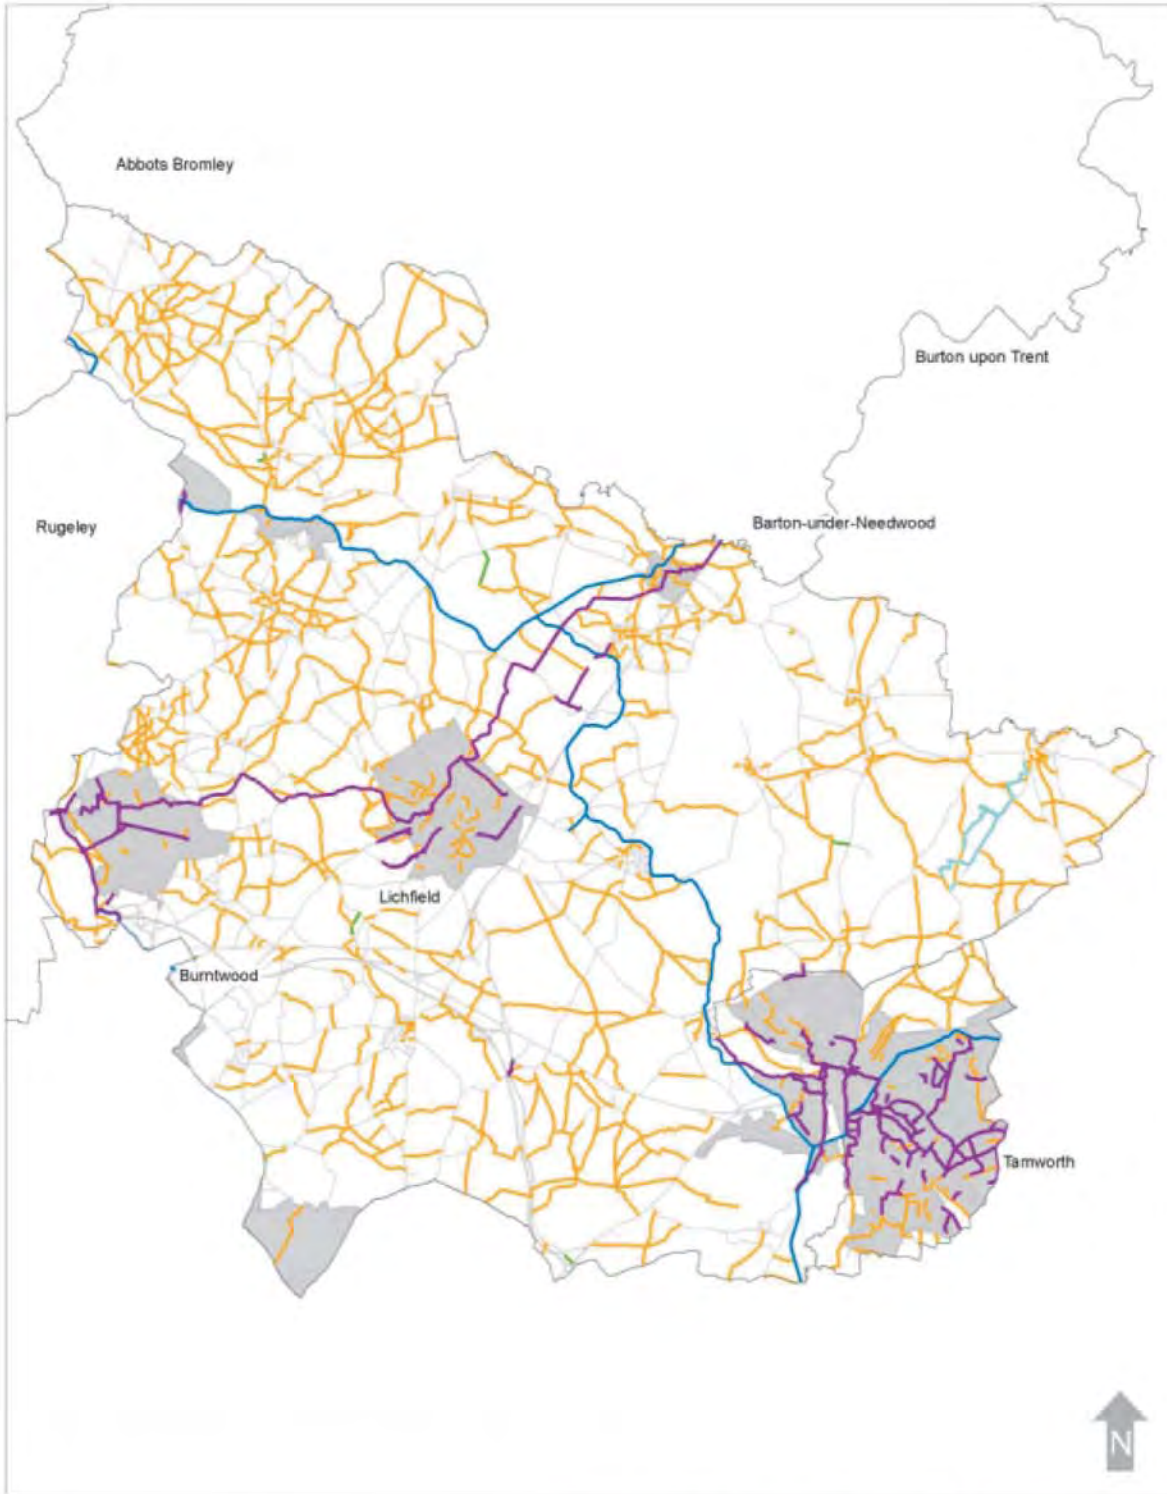 Abbots Bromley
Burton upon Trent
Barton-under-Needwood
Rugeley
Lichfield
Burntwood
Tamworth
N